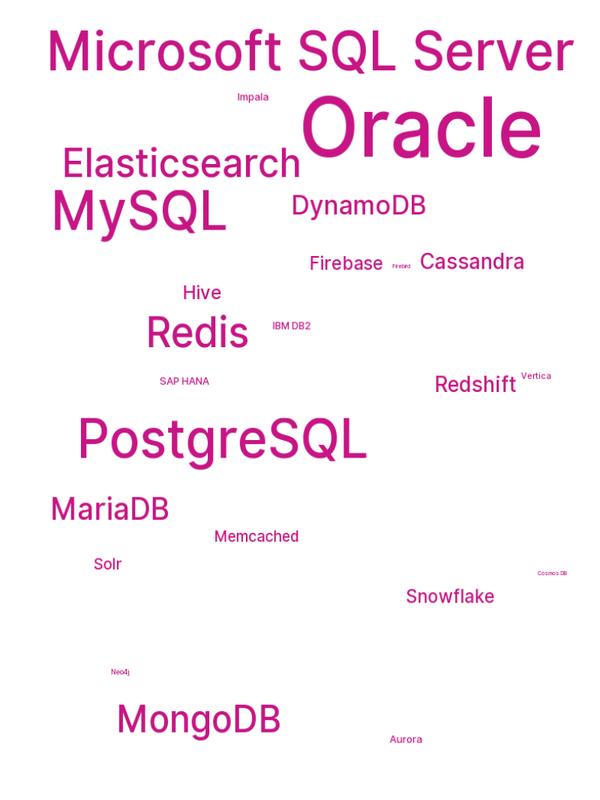 Microsoft SQL Server
Impala
Oracle
Elasticsearch
MySQL
DynamoDB
Firebase
Firebird
Cassandra
Hive
Redis
IBM DB2
SAP HANA
Redshift
Vertica
PostgreSQL
MariaDB
Memcached
Solr
Cosmos DB
Snowflake
Neo4j
MongoDB
Aurora